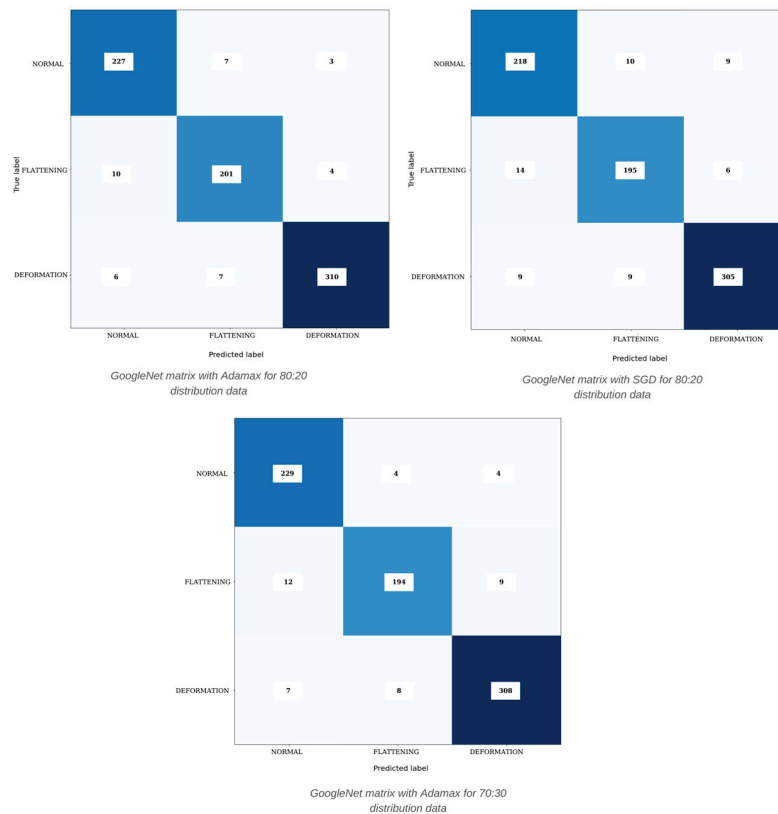 NORMAL 227 7 3
FLATTENING 10 201 4
DEFORMATION 6 7 310
True label
NORMAL FLATTENING DEFORMATION
Predicted label
GoogleNet matrix with Adamax for 80:20
distribution data
NORMAL 218 10 9
FLATTENING 14 195 6
DEFORMATION 9 9 305
True label
NORMAL FLATTENING DEFORMATION
Predicted label
GoogleNet matrix with SGD for 80:20
distribution data
NORMAL 229 4 4
FLATTENING 12 194 9
DEFORMATION 7 8 308
NORMAL FLATTENING DEFORMATION
Predicted label
GoogleNet matrix with Adamax for 70:30
distribution data